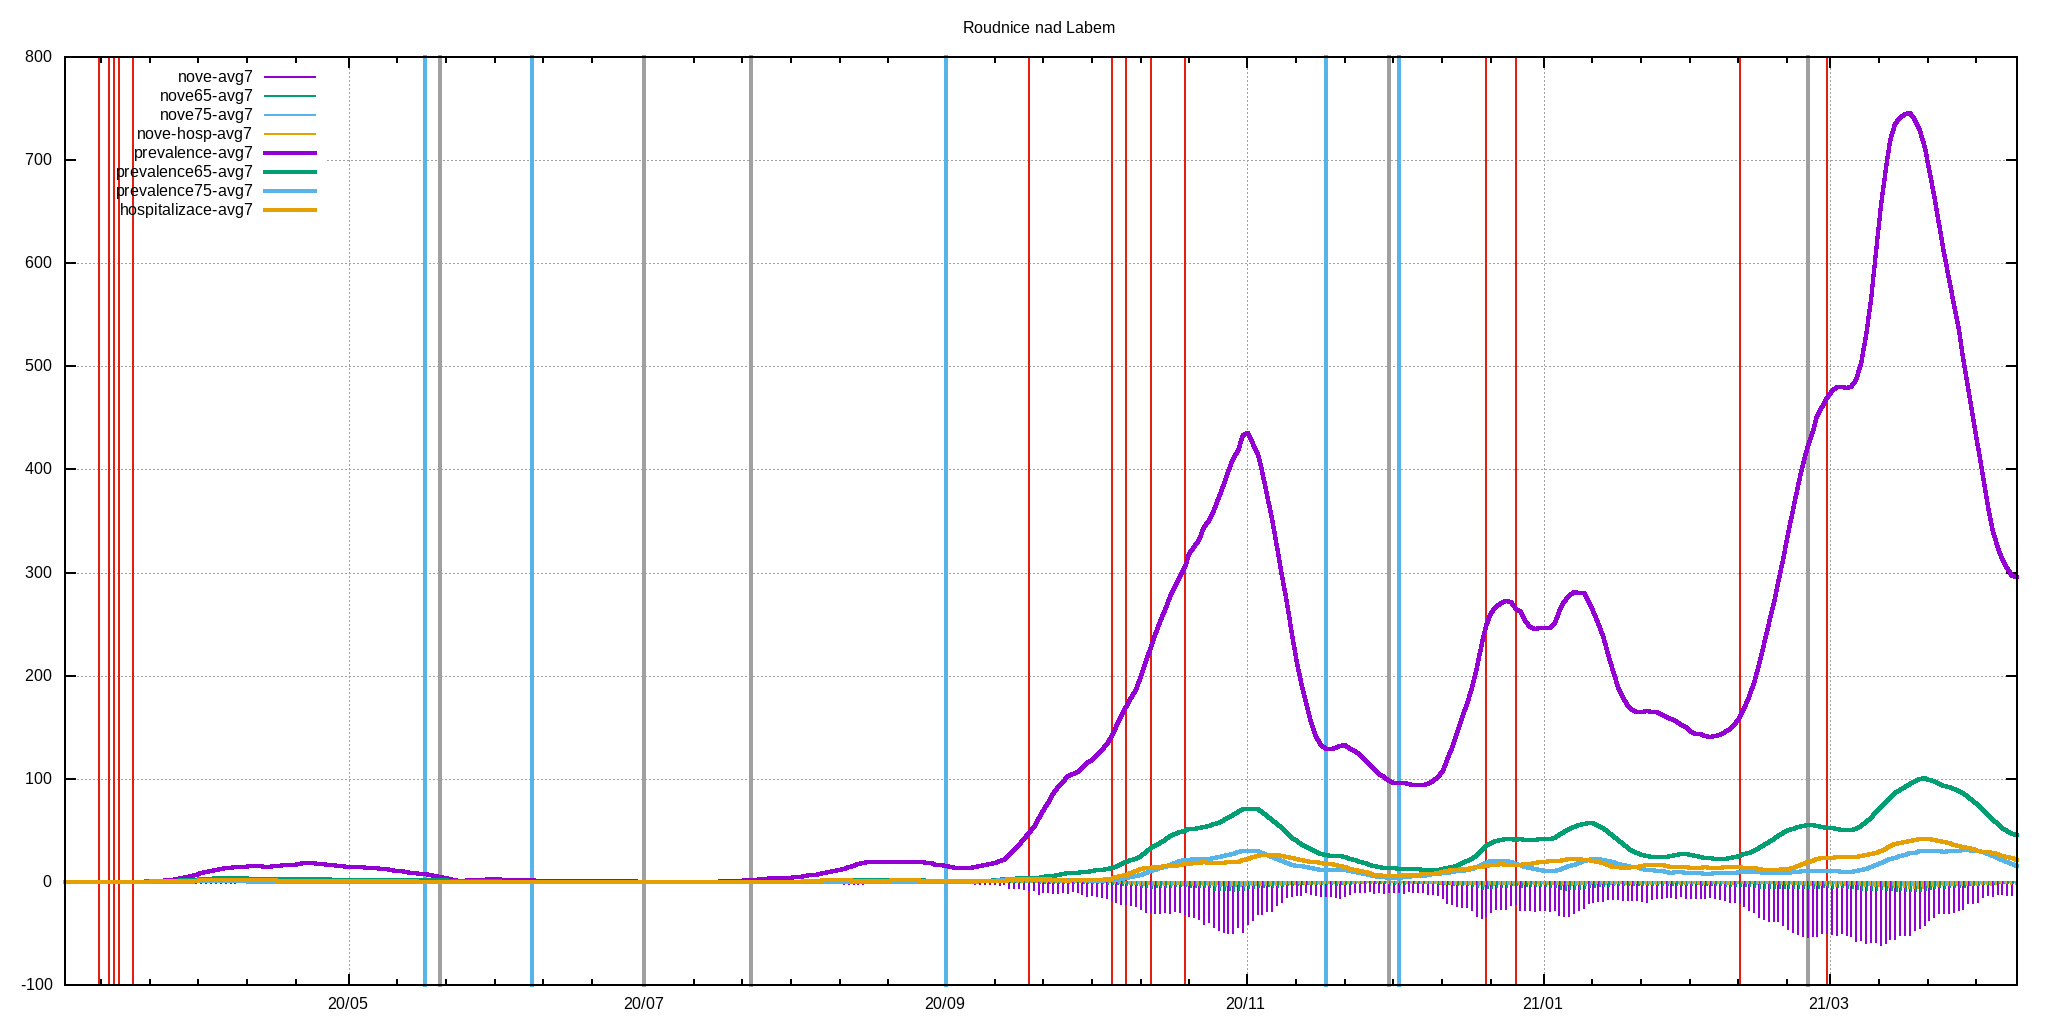 Roudnice nad Labem
800
700
600
500
400
300
200
100
0
-100
nove-avg7
nove65-avg7
nove75-avg7
nove-hosp-avg7
prevalence-avg7
prevalence65-avg7
prevalence75-avg7
hospitalizace-avg7
20/05 20/07 20/09 20/11 21/01 21/03